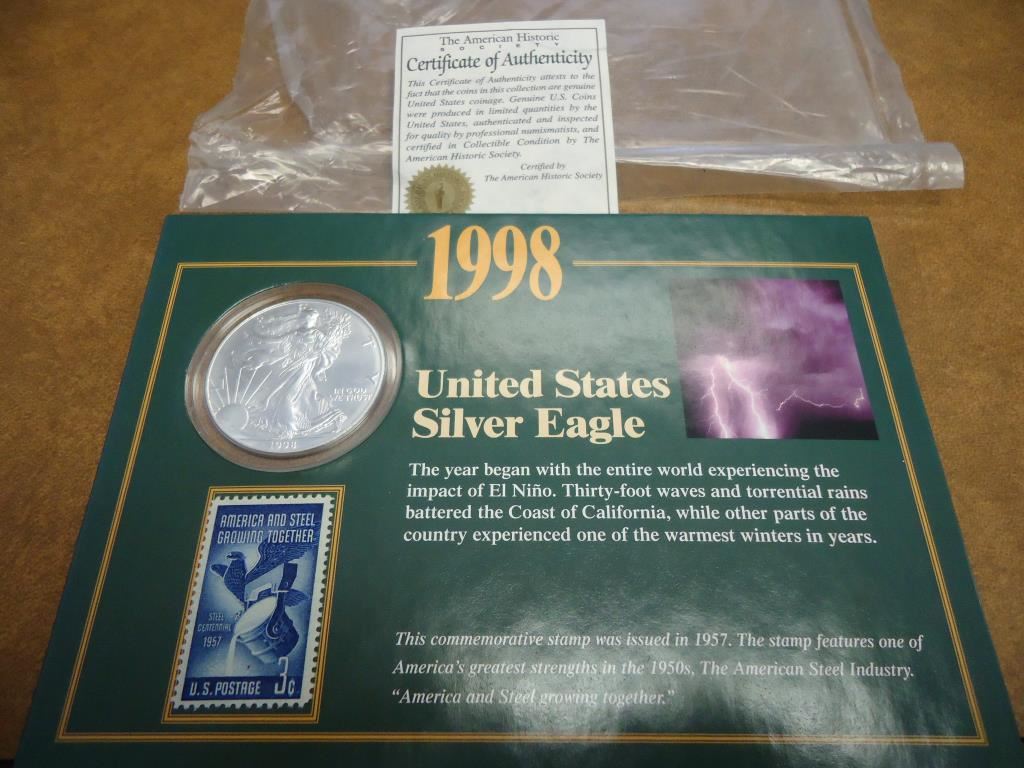 The American Historic
SOCIETY
Certificate of Authenticity
This Certificate of Authenticity attests to the
fact that the coins in this collection are genuine
United States coinage. Genuine U.S. Coins
were produced in limited quantities by the
United States, authenticated and inspected
for quality by professional numismatists, and
certified in Collectible Condition by The
American Historic Society.
Certified by
The American Historic Society
1998
IN GOD
WE TRUST
1998
United States
Silver Eagle
The year began with the entire world experiencing the
impact of El Niño. Thirty-foot waves and torrential rains
battered the Coast of California, while other parts of the
country experienced one of the warmest winters in years.
AMERICA AND STEEL
GROWING TOGETHER
STEEL
CENTENNIAL
1957
U.S. POSTAGE 3¢
This commemorative stamp was issued in 1957. The stamp features one of
America's greatest strengths in the 1950s, The American Steel Industry.
"America and Steel growing together."